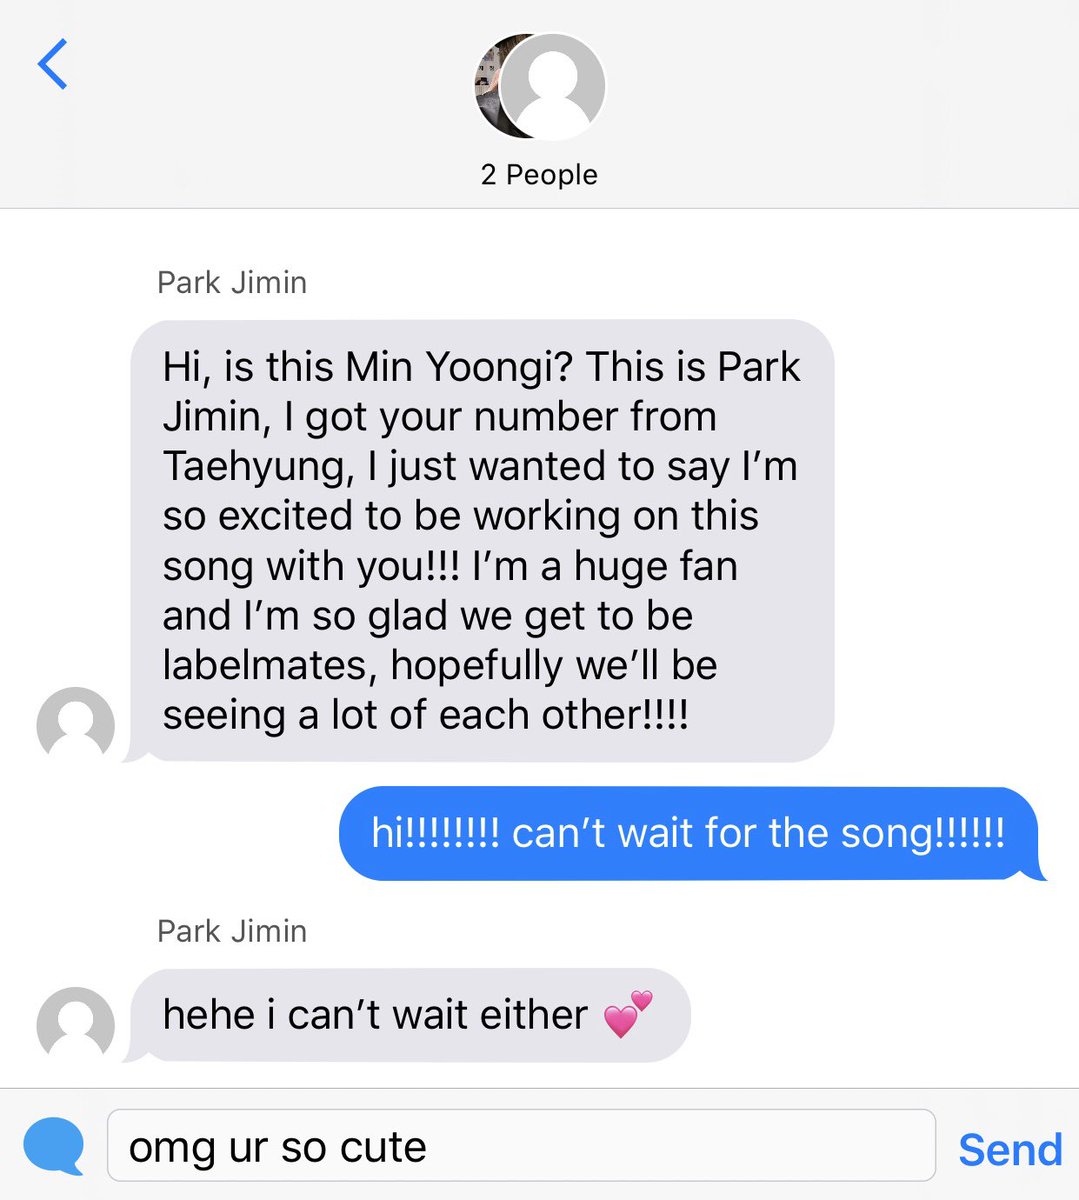 2 People
Park Jimin
Hi, is this Min Yoongi? This is Park
Jimin, I got your number from
Taehyung, I just wanted to say I’m
so excited to be working on this
song with you!!! I’m a huge fan
and I’m so glad we get to be
labelmates, hopefully we’ll be
seeing a lot of each other!!!!
hi!!!!!!!! can’t wait for the song!!!!!!
Park Jimin
hehe i can’t wait either 💕
omg ur so cute
Send